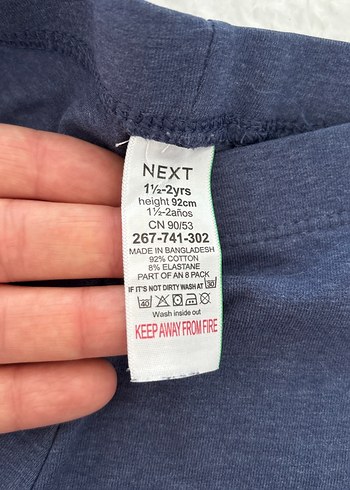 NEXT
1½-2yrs
height 92cm
1½-2años
CN 90/53
267-741-302
MADE IN BANGLADESH
92% COTTON
8% ELASTANE
PART OF AN 8 PACK
IF IT'S NOT DIRTY WASH AT 30
40
Wash inside out
KEEP AWAY FROM FIRE